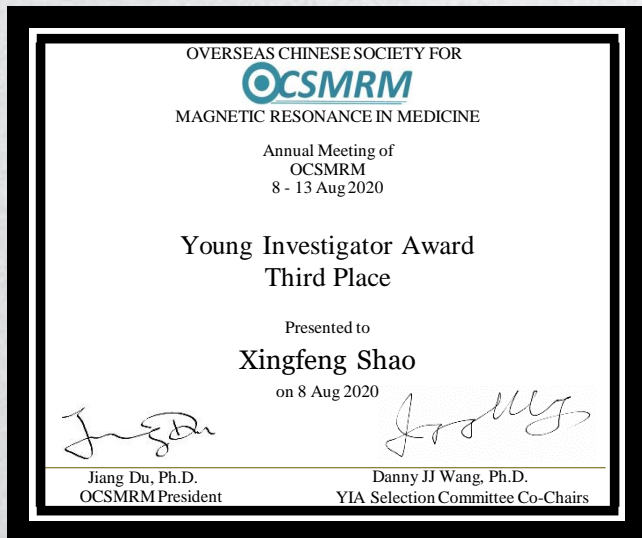 OVERSEAS CHINESE SOCIETY FOR
OCSMRM
MAGNETIC RESONANCE IN MEDICINE
Annual Meeting of
OCSMRM
8 - 13 Aug 2020
Young Investigator Award
Third Place
Presented to
Xingfeng Shao
on 8 Aug 2020
Jiang Du, Ph.D.
OCSMRM President
Danny JJ Wang, Ph.D.
YIA Selection Committee Co-Chairs